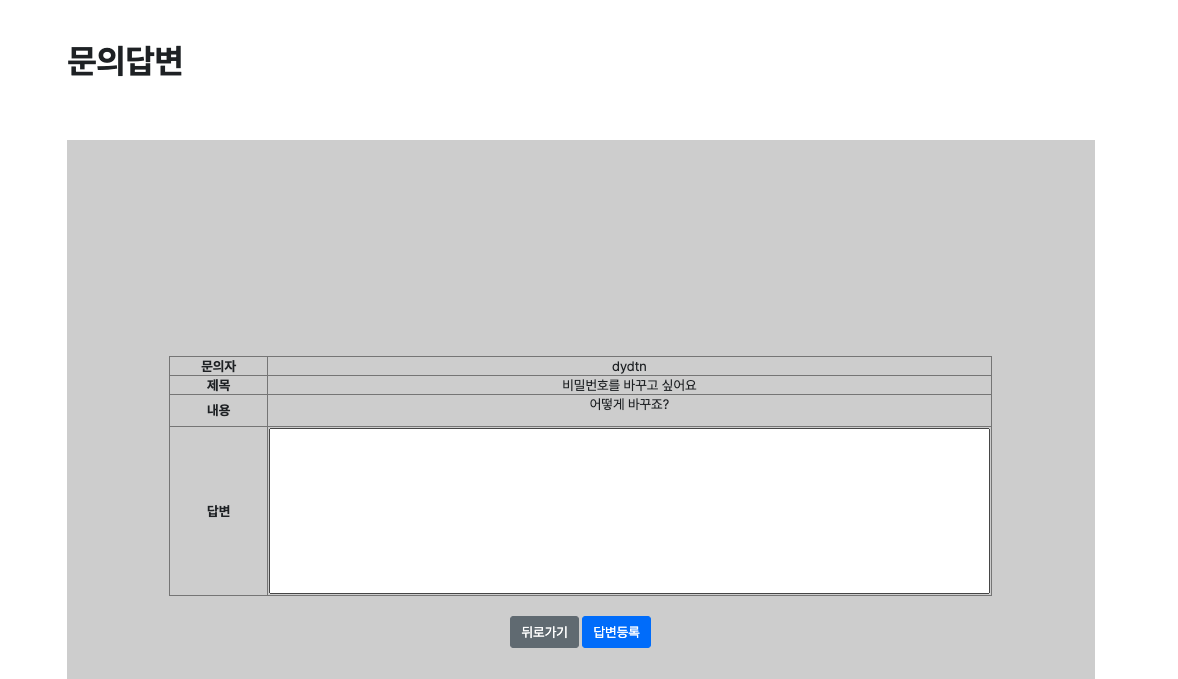 문의답변
문의자 dydtn
제목 비밀번호를 바꾸고 싶어요
내용 어떻게 바꾸죠?
답변
뒤로가기 답변등록